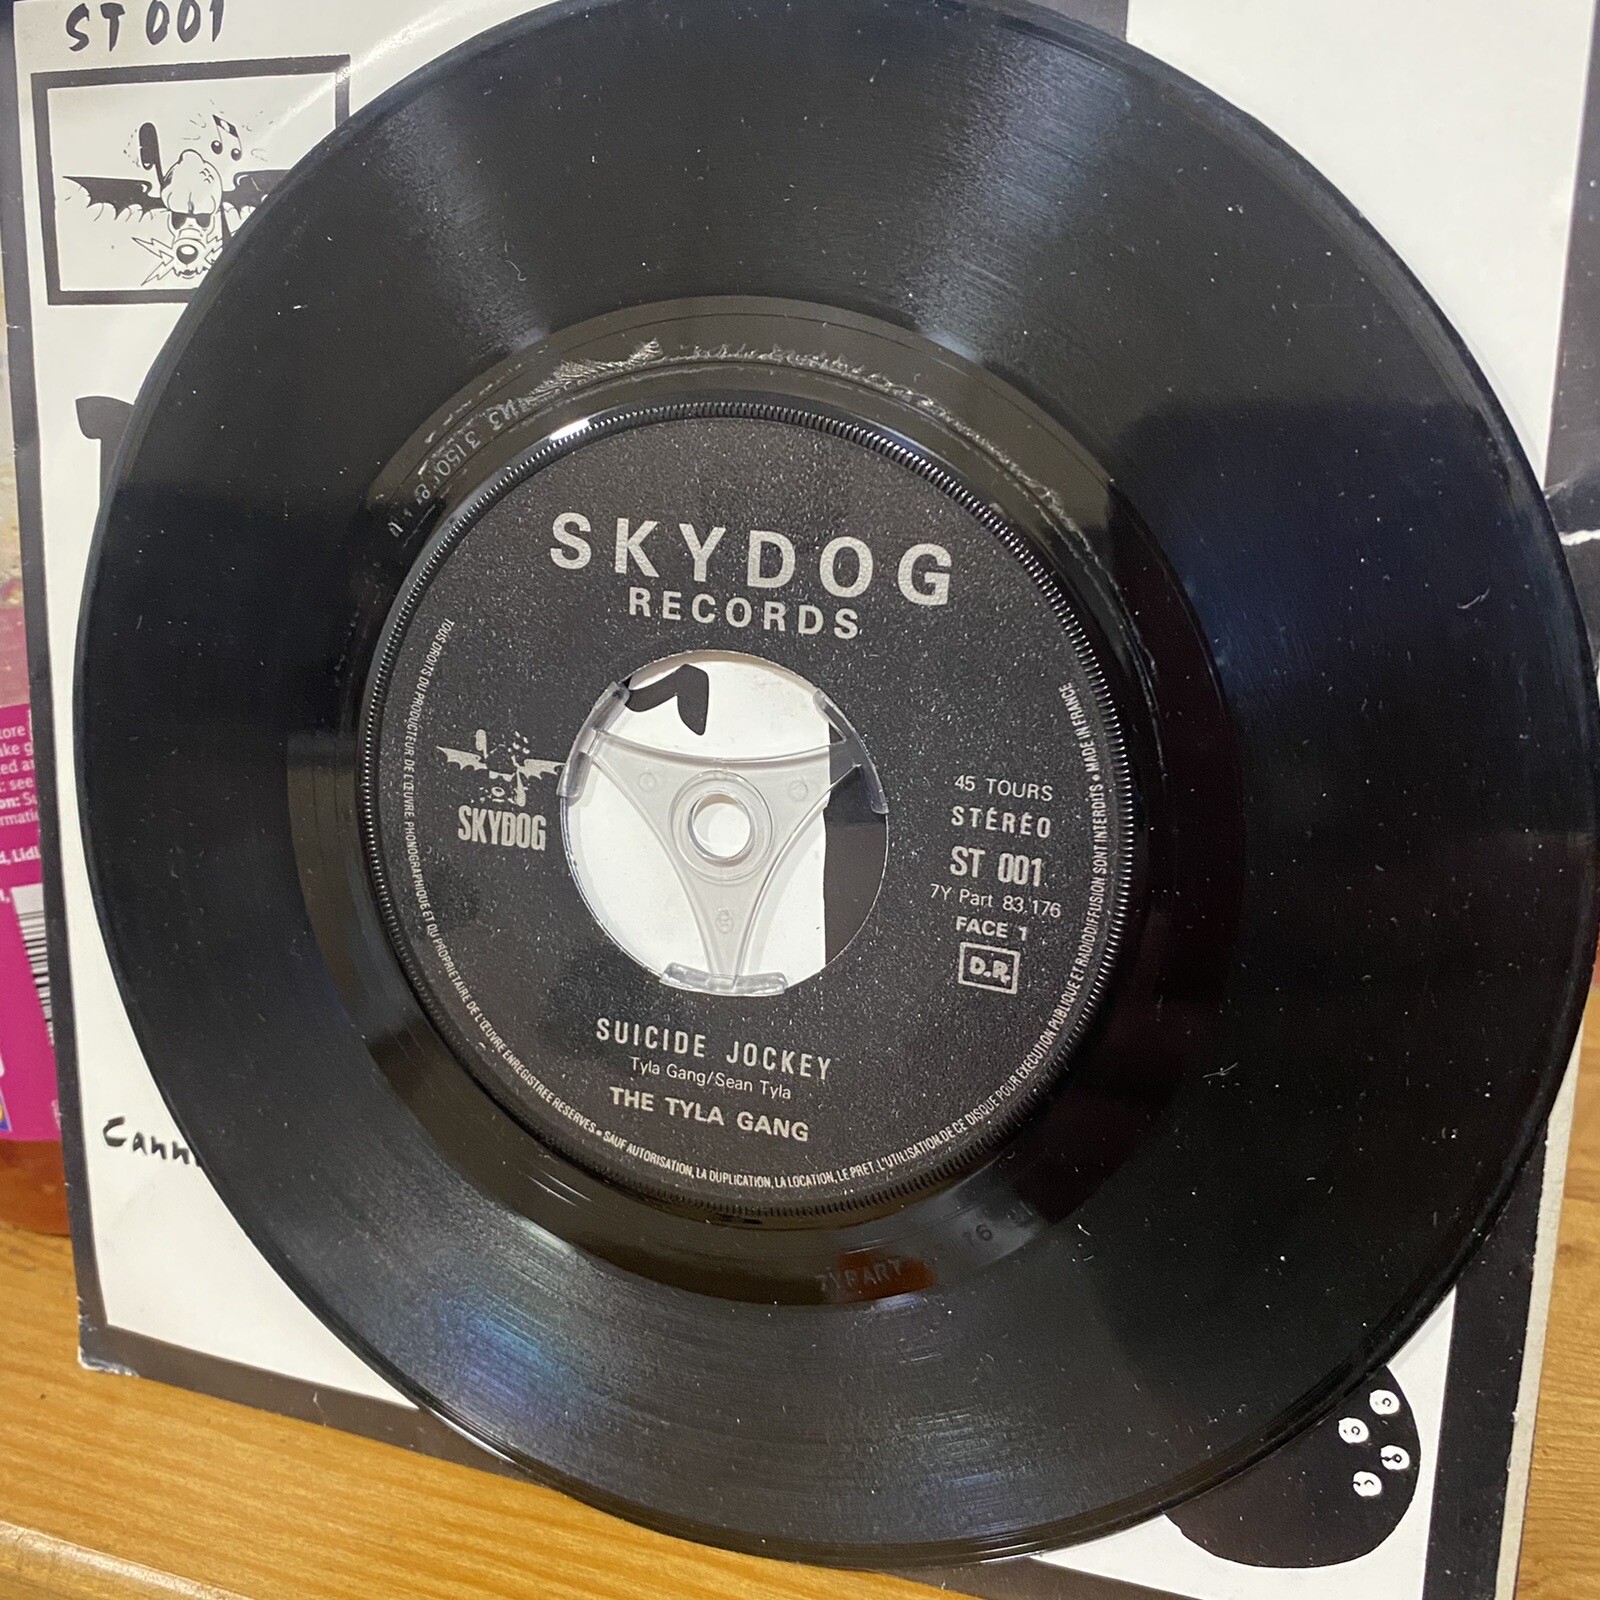 ST 001
SKYDOG
RECORDS
SKYDOG
45 TOURS
STÉRÉO
ST 001
7Y Part 83.176
FACE 1
D.R.
SUICIDE JOCKEY
Tyla Gang/Sean Tyla
THE TYLA GANG
TOUS DROITS DU PRODUCTEUR DE L'ŒUVRE PHONOGRAPHIQUE ET DU PROPRIETAIRE DE L'ŒUVRE ENREGISTREE RESERVES • SAUF AUTORISATION, LA DUPLICATION, LA LOCATION, LE PRET, L'UTILISATION DE CE DISQUE POUR EXECUTION PUBLIQUE ET RADIODIFFUSION SONT INTERDITS • MADE IN FRANCE
7YPART
see
Lidl